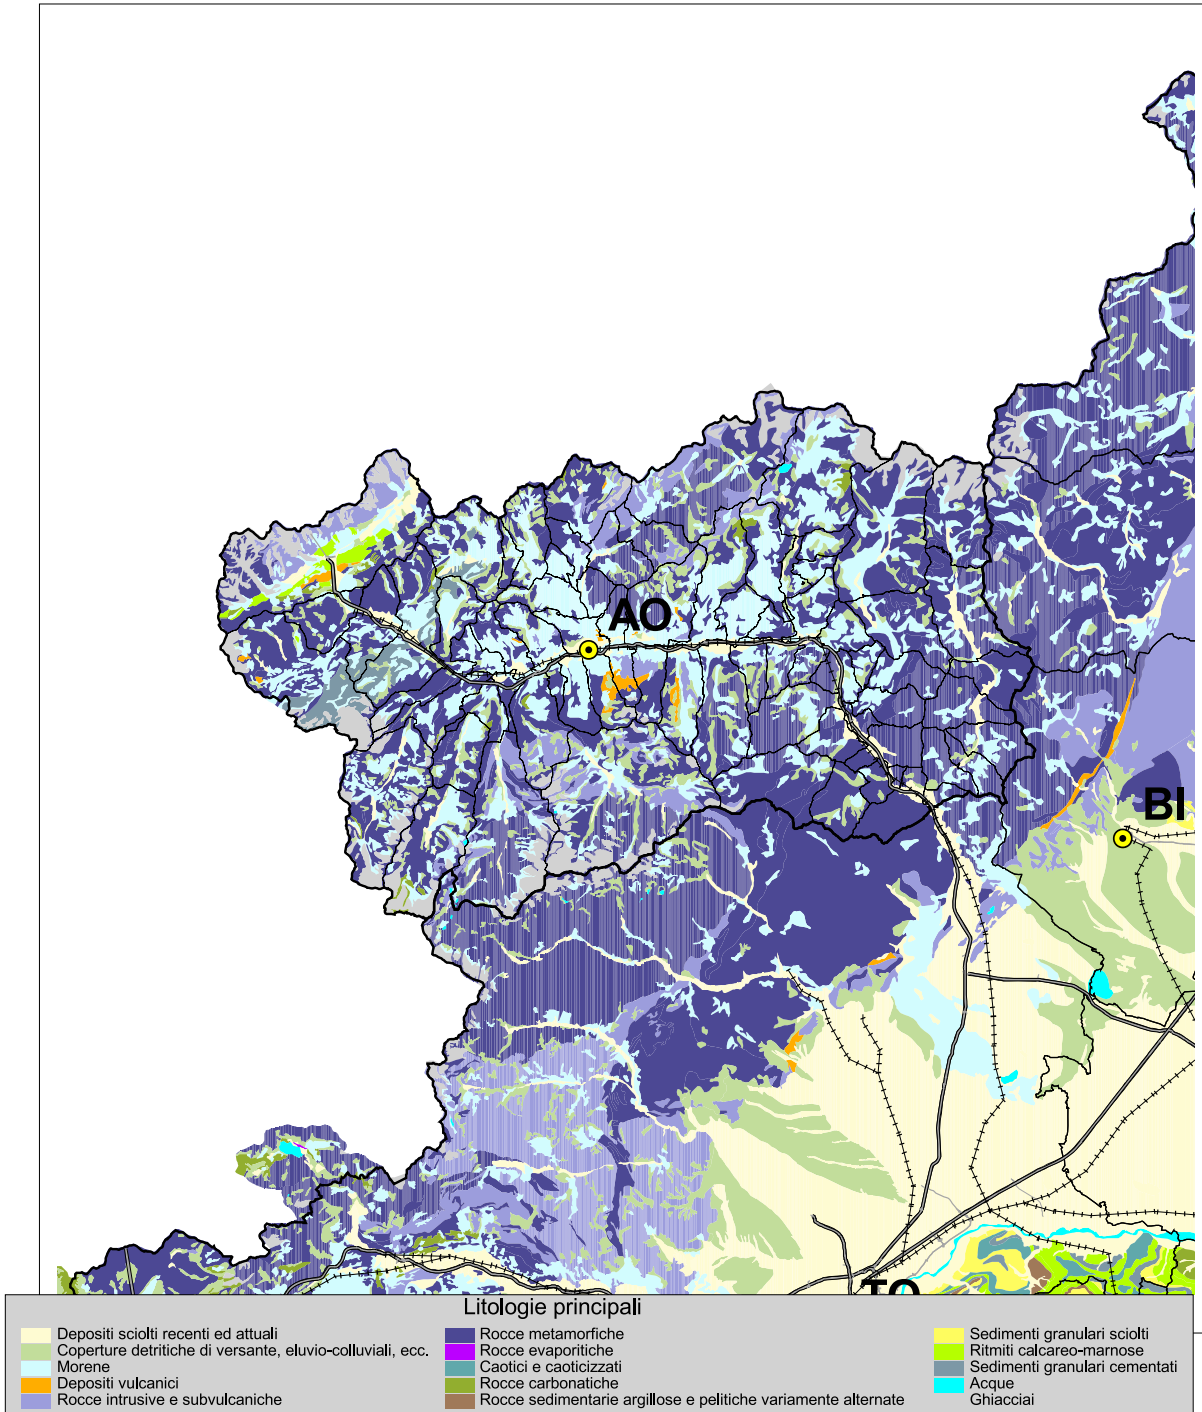 AO
BI
TO
Litologie principali
Depositi sciolti recenti ed attuali
Coperture detritiche di versante, eluvio-colluviali, ecc.
Morene
Depositi vulcanici
Rocce intrusive e subvulcaniche
Rocce metamorfiche
Rocce evaporitiche
Caotici e caoticizzati
Rocce carbonatiche
Rocce sedimentarie argillose e pelitiche variamente alternate
Sedimenti granulari sciolti
Ritmiti calcareo-marnose
Sedimenti granulari cementati
Acque
Ghiacciai